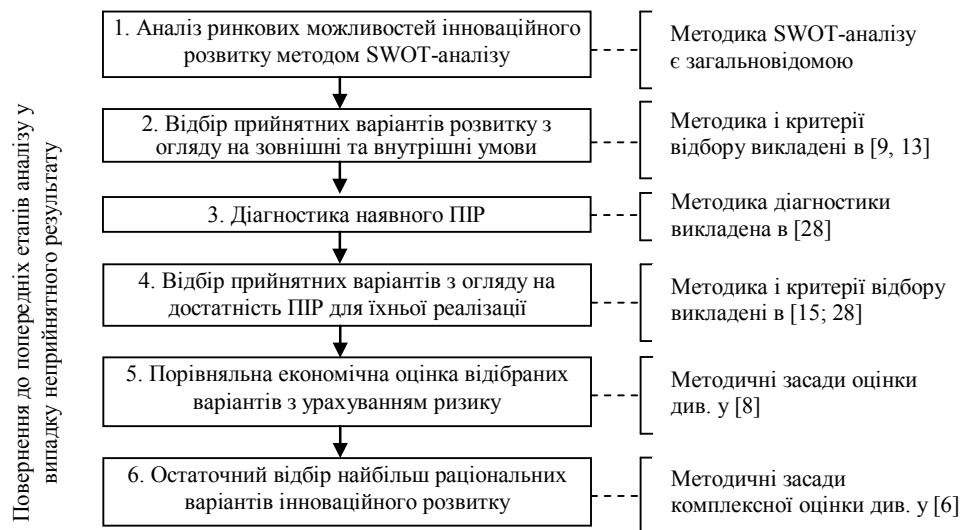 1. Аналіз ринкових можливостей інноваційного
розвитку методом SWOT-аналізу
Методика SWOT-аналізу
є загальновідомою
2. Відбір прийнятних варіантів розвитку з
огляду на зовнішні та внутрішні умови
Методика і критерії
відбору викладені в [9, 13]
3. Діагностика наявного ПІР
Методика діагностики
викладена в [28]
4. Відбір прийнятних варіантів з огляду на
достатність ПІР для їхньої реалізації
Методика і критерії відбору
викладені в [15; 28]
5. Порівняльна економічна оцінка відібраних
варіантів з урахуванням ризику
Методичні засади оцінки
див. у [8]
6. Остаточний відбір найбільш раціональних
варіантів інноваційного розвитку
Методичні засади
комплексної оцінки див. у [6]
Повернення до попередніх етапів аналізу у
випадку неприйнятного результату